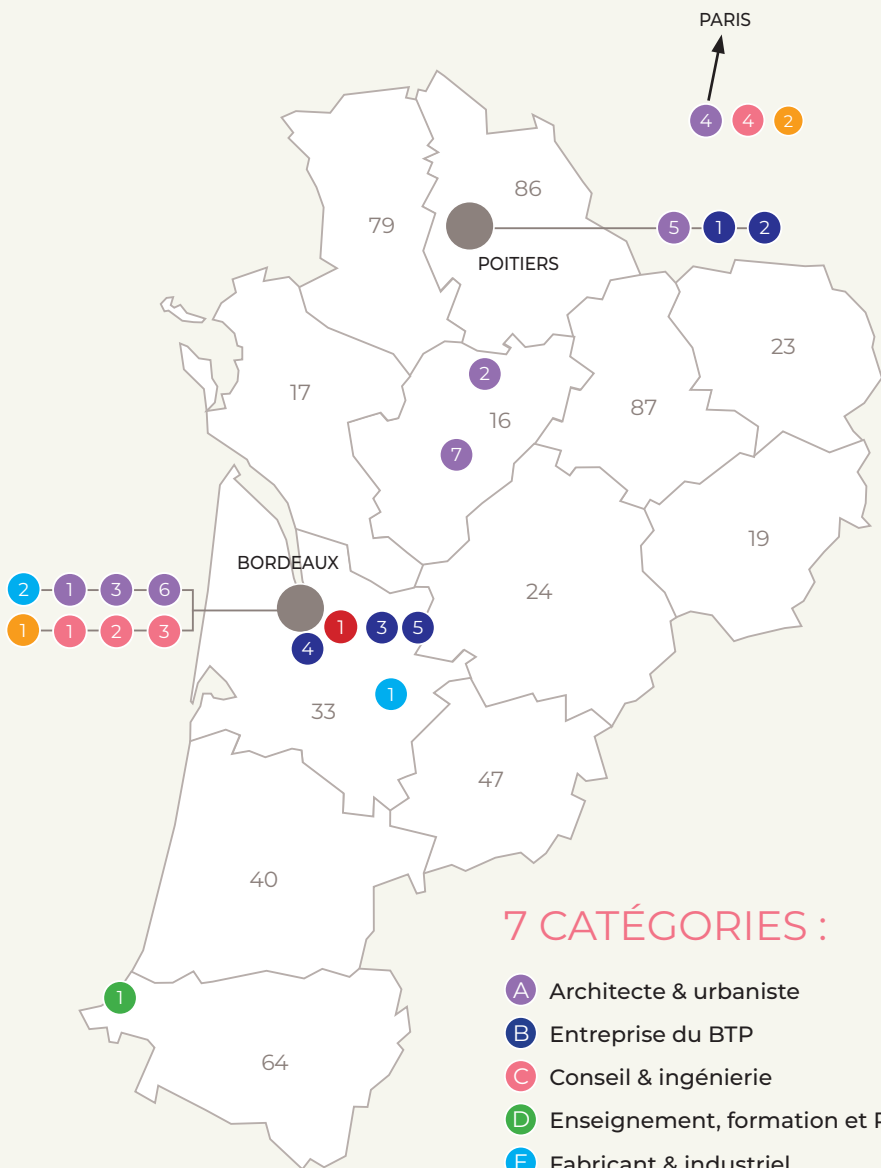 PARIS
4 4 2
86
79
5 1 2
POITIERS
23
2
17
87
16
7
19
BORDEAUX
24
2 1 3 6
1 1 2 3
1 3 5
4
1
33
47
40
7 CATÉGORIES :
A Architecte & urbaniste
1
B Entreprise du BTP
64
C Conseil & ingénierie
D Enseignement, formation et
E Fabricant & industriel